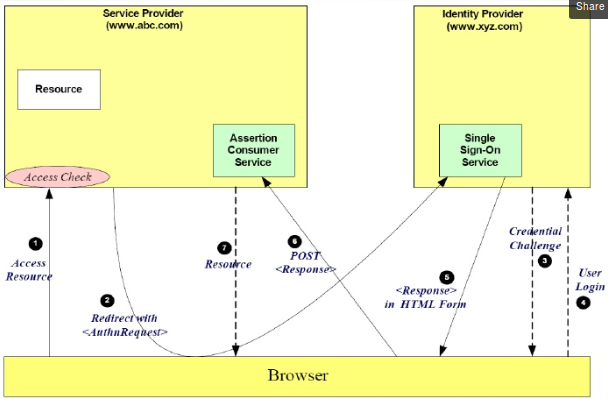 Share
Service Provider
(www.abc.com)
Identity Provider
(www.xyz.com)
Resource
Assertion
Consumer
Service
Single
Sign-On
Service
Access Check
1
Access
Resource
2
Redirect with
<AuthnRequest>
7
Resource
6
POST
<Response>
5
<Response>
in HTML Form
Credential
Challenge
3
User
Login
4
Browser